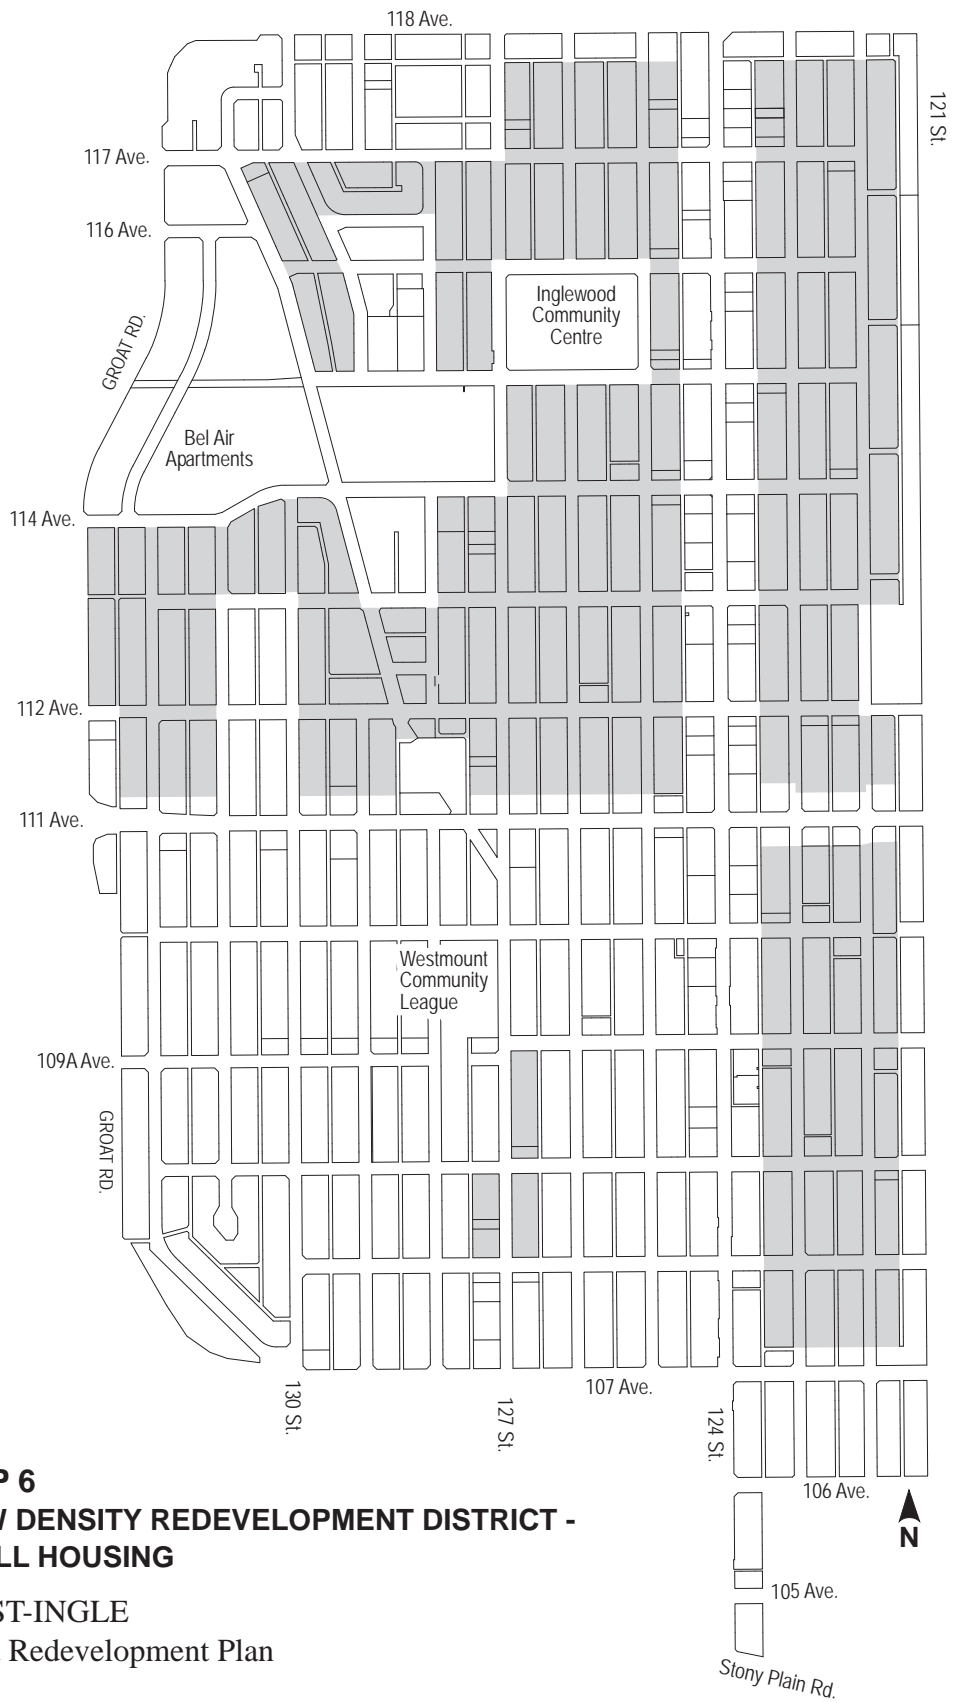 118 Ave.
121 St.
117 Ave.
116 Ave.
GROAT RD.
Inglewood
Community
Centre
Bel Air
Apartments
114 Ave.
112 Ave.
111 Ave.
Westmount
Community
League
109A Ave.
GROAT RD.
130 St.
127 St.
107 Ave.
124 St.
106 Ave.
N
105 Ave.
Stony Plain Rd.
P 6
DENSITY REDEVELOPMENT DISTRICT -
LL HOUSING
ST-INGLE
Redevelopment Plan